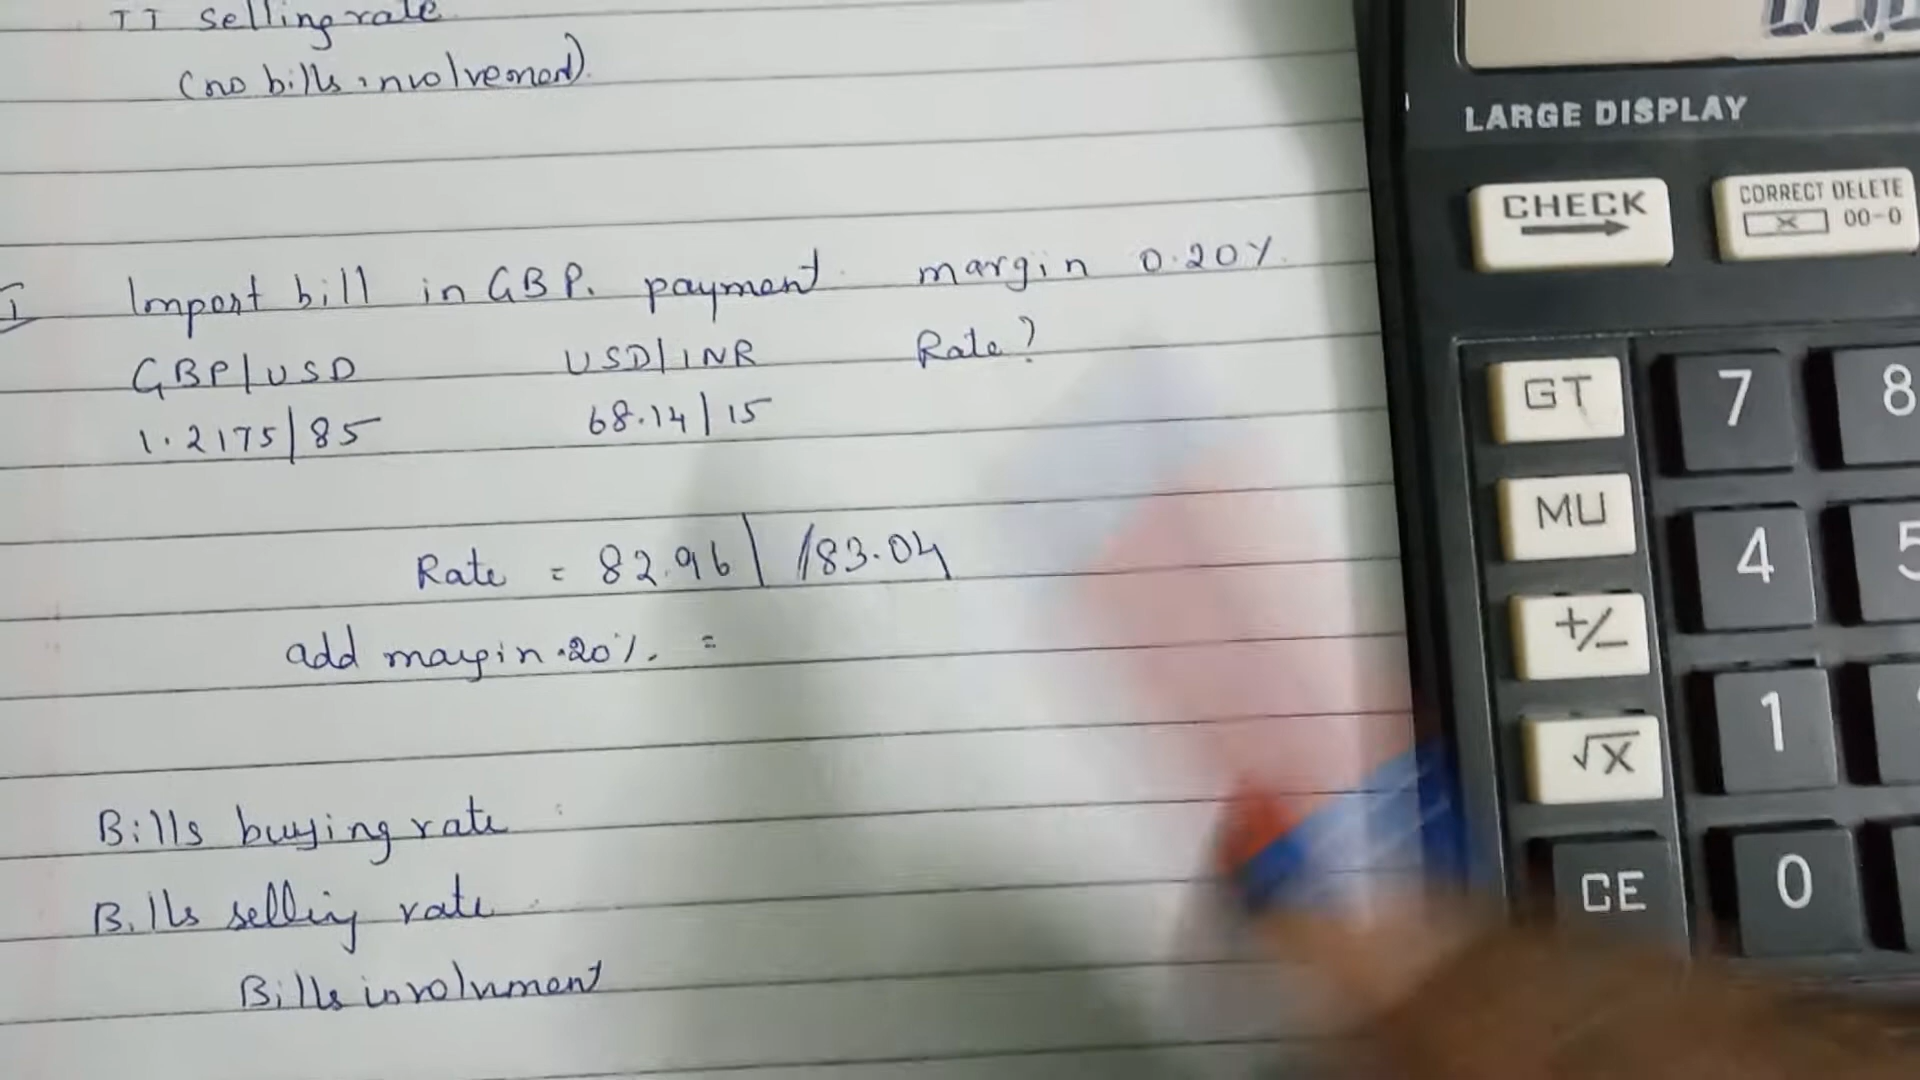 TT selling rate
(no bills involvement)
I Import bill in GBP. payment margin 0.20%.
GBP/USD USD/INR Rate?
1.2175/85 68.14/15
Rate = 82.96 | /83.04
add margin .20%. =
Bills buying rate
Bills selling rate
Bills involument
LARGE DISPLAY
CHECK
CORRECT DELETE
00-0
GT 7 8
MU 4 5
+/- 
√X 1
CE 0